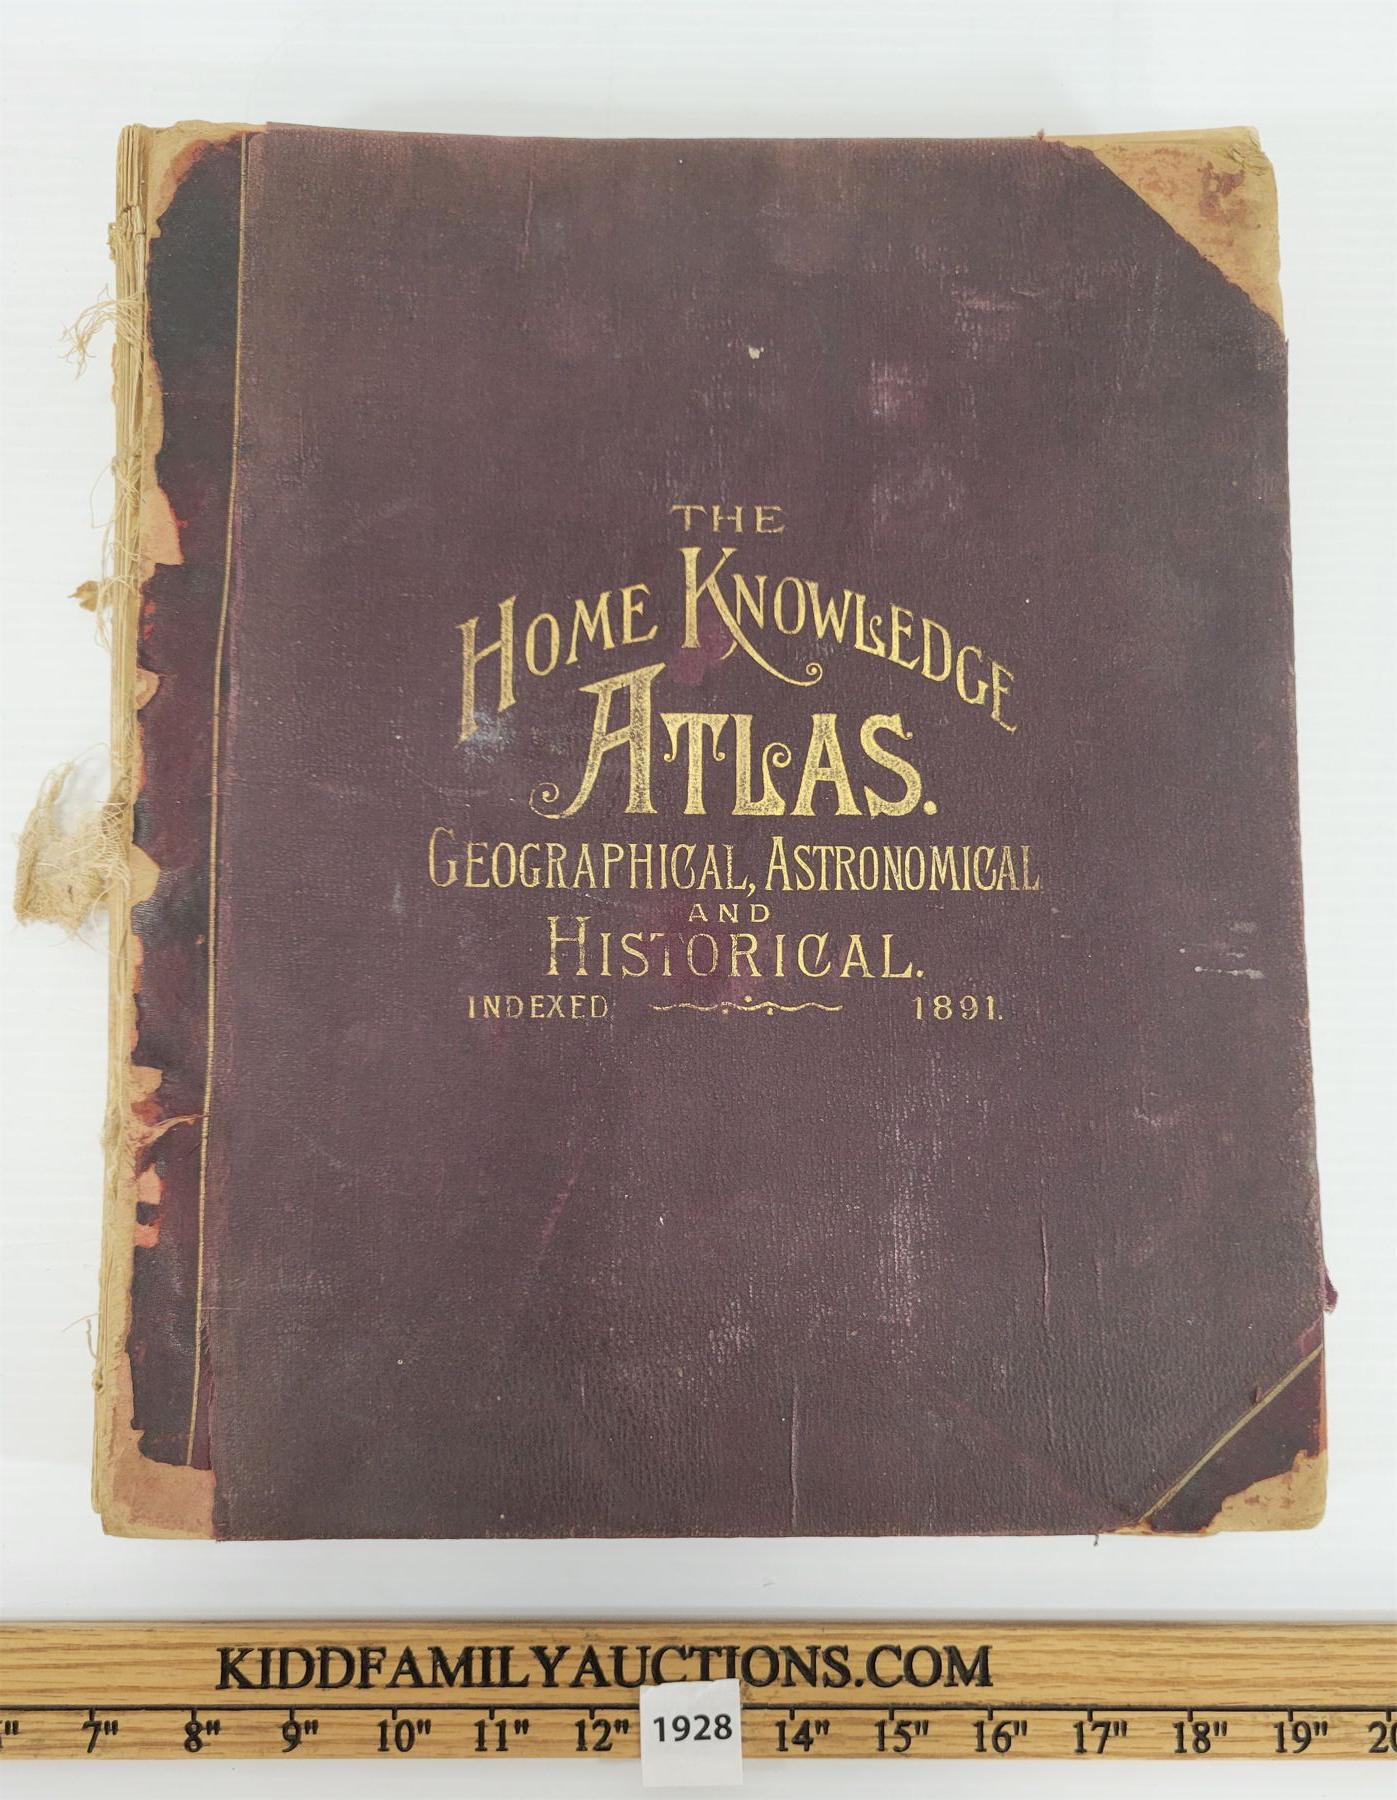 THE
HOME KNOWLEDGE
ATLAS.
GEOGRAPHICAL, ASTRONOMICAL
AND
HISTORICAL.
INDEXED 1891.
KIDDFAMILYAUCTIONS.COM
7" 8" 9" 10" 11" 12" 1928 14" 15" 16" 17" 18" 19" 20